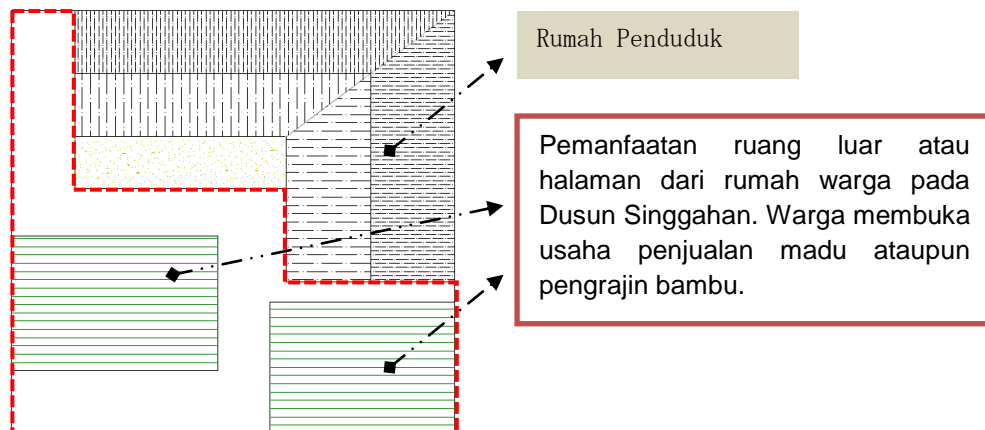 Rumah Penduduk
Pemanfaatan ruang luar atau
halaman dari rumah warga pada
Dusun Singgahan. Warga membuka
usaha penjualan madu ataupun
pengrajin bambu.